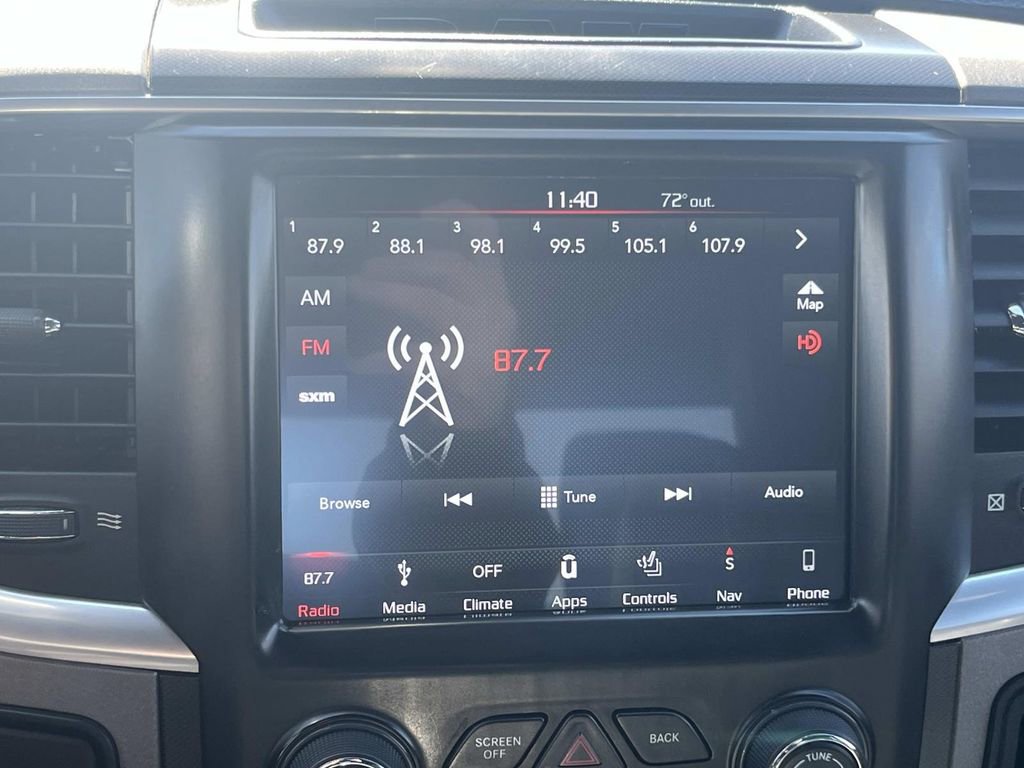 11:40 72° out.
1 2 3 4 5 6
87.9 88.1 98.1 99.5 105.1 107.9
AM
Map
FM 87.7 HD
sxm
Browse Tune Audio
87.7 OFF S
Radio Media Climate Apps Controls Nav Phone
SCREEN OFF BACK TUNE